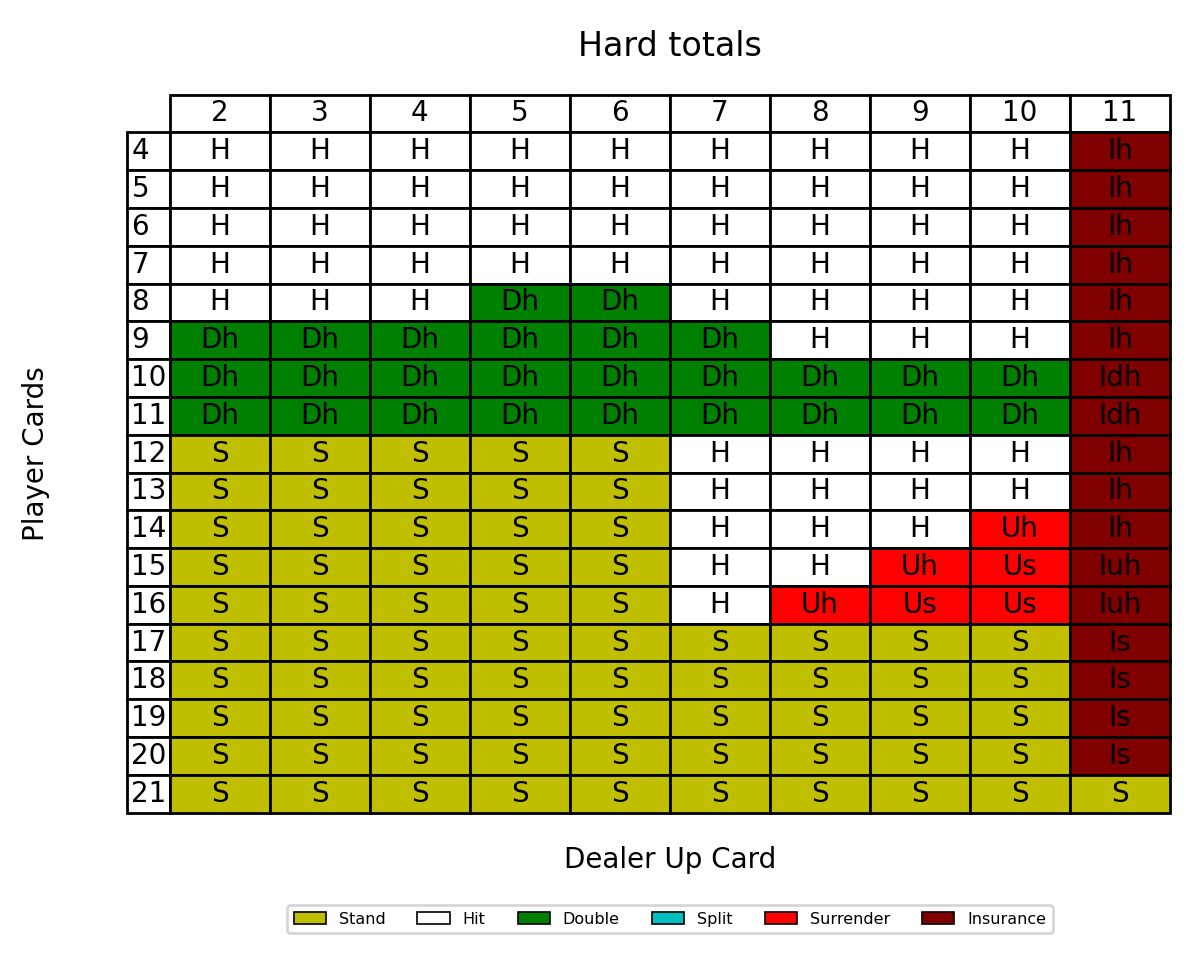 Hard totals
2 3 4 5 6 7 8 9 10 11
4 H H H H H H H H H Ih
5 H H H H H H H H H Ih
6 H H H H H H H H H Ih
7 H H H H H H H H H Ih
8 H H H Dh Dh H H H H Ih
9 Dh Dh Dh Dh Dh Dh H H H Ih
10 Dh Dh Dh Dh Dh Dh Dh Dh Dh Idh
11 Dh Dh Dh Dh Dh Dh Dh Dh Dh Idh
12 S S S S S H H H H Ih
13 S S S S S H H H H Ih
14 S S S S S H H H Uh Ih
15 S S S S S H H Uh Us Iuh
16 S S S S S H Uh Us Us Iuh
17 S S S S S S S S S Is
18 S S S S S S S S S Is
19 S S S S S S S S S Is
20 S S S S S S S S S Is
21 S S S S S S S S S S
Player Cards
Dealer Up Card
Stand Hit Double Split Surrender Insurance